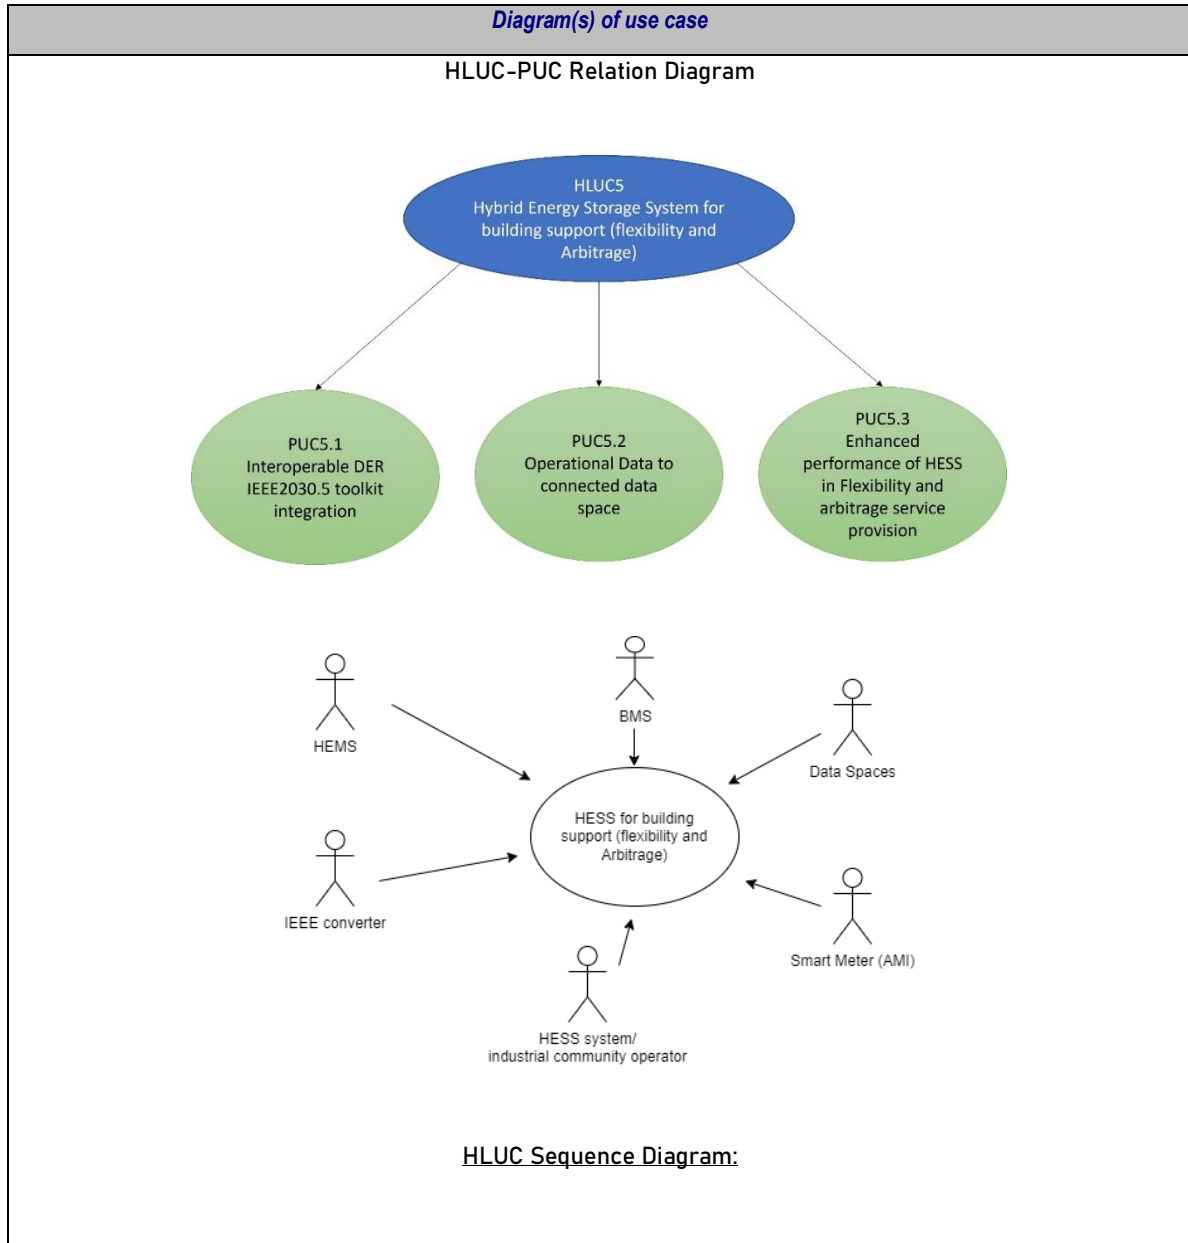 Diagram(s) of use case
HLUC-PUC Relation Diagram
HLUC5
Hybrid Energy Storage System for
building support (flexibility and
Arbitrage)
PUC5.1
Interoperable DER
IEEE2030.5 toolkit
integration
PUC5.2
Operational Data to
connected data
space
PUC5.3
Enhanced
performance of HESS
in Flexibility and
arbitrage service
provision
HEMS
BMS
Data Spaces
HESS for building
support (flexibility and
Arbitrage)
IEEE converter
Smart Meter (AMI)
HESS system/
industrial community operator
HLUC Sequence Diagram: